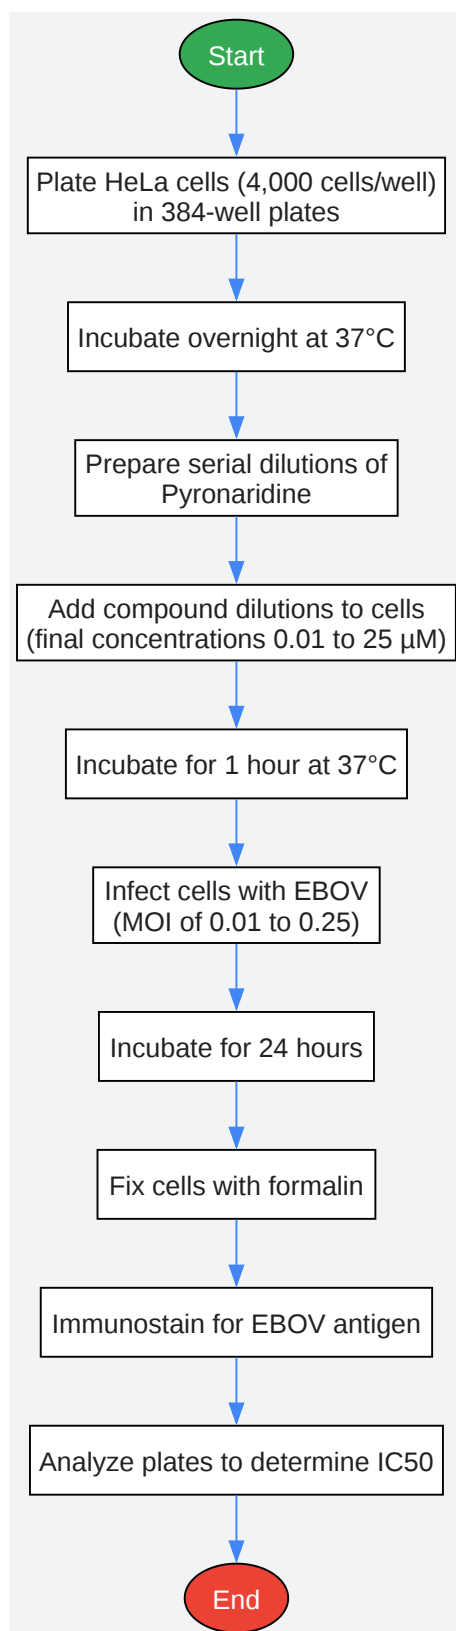 Start
Plate HeLa cells (4,000 cells/well)
in 384-well plates
Incubate overnight at 37°C
Prepare serial dilutions of
Pyronaridine
Add compound dilutions to cells
(final concentrations 0.01 to 25 µM)
Incubate for 1 hour at 37°C
Infect cells with EBOV
(MOI of 0.01 to 0.25)
Incubate for 24 hours
Fix cells with formalin
Immunostain for EBOV antigen
Analyze plates to determine IC50
End